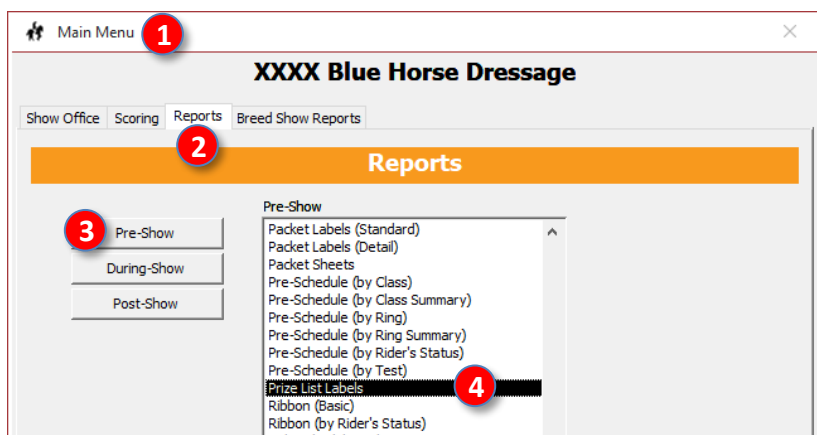 Main Menu 1
XXXX Blue Horse Dressage
Show Office Scoring Reports Breed Show Reports
2
Reports
Pre-Show
3 Pre-Show
During-Show
Post-Show
Packet Labels (Standard)
Packet Labels (Detail)
Packet Sheets
Pre-Schedule (by Class)
Pre-Schedule (by Class Summary)
Pre-Schedule (by Ring)
Pre-Schedule (by Ring Summary)
Pre-Schedule (by Rider's Status)
Pre-Schedule (by Test)
Prize List Labels 4
Ribbon (Basic)
Ribbon (by Rider's Status)